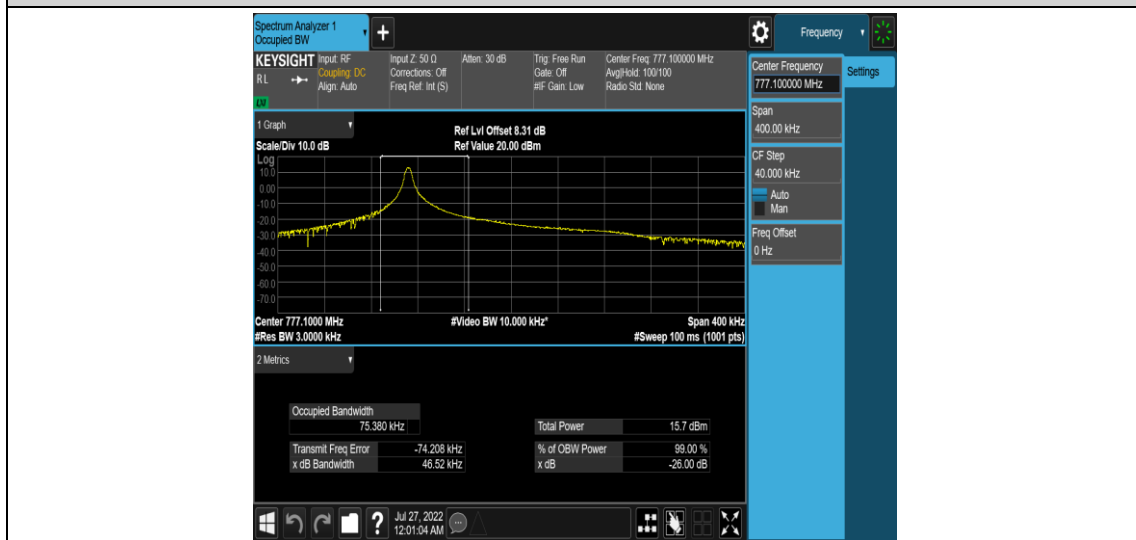 Spectrum Analyzer 1
Occupied BW
Frequency
KEYSIGHT Input: RF Input Z: 50 Ω Atten: 30 dB Trig: Free Run Center Freq: 777.100000 MHz
RL Coupling: DC Corrections: Off Gate: Off Avg|Hold: 100/100
Align: Auto Freq Ref: Int (S) #IF Gain: Low Radio Std: None
LXI
Center Frequency
777.100000 MHz
Settings
Span
400.00 kHz
CF Step
40.000 kHz
Auto
Man
Freq Offset
0 Hz
1 Graph
Ref Lvl Offset 8.31 dB
Scale/Div 10.0 dB Ref Value 20.00 dBm
Log
10.0
0.00
-10.0
-20.0
-30.0
-40.0
-50.0
-60.0
-70.0
Center 777.1000 MHz #Video BW 10.000 kHz* Span 400 kHz
#Res BW 3.0000 kHz #Sweep 100 ms (1001 pts)
2 Metrics
Occupied Bandwidth
75.380 kHz Total Power 15.7 dBm
Transmit Freq Error -74.208 kHz % of OBW Power 99.00 %
x dB Bandwidth 46.52 kHz x dB -26.00 dB
? Jul 27, 2022
12:01:04 AM